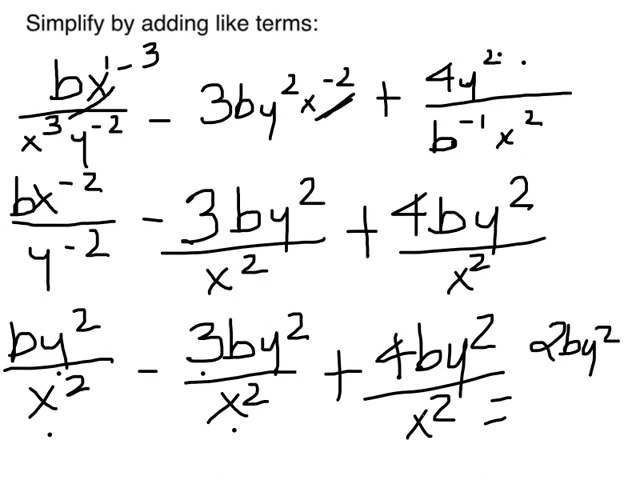 Simplify by adding like terms:
bx^1-3 / x^3 y^-2 - 3by^2 x^-2 + 4y^2 / b^-1 x^2
bx^-2 / y^-2 - 3by^2 / x^2 + 4by^2 / x^2
by^2 / x^2 - 3by^2 / x^2 + 4by^2 / x^2 = 2by^2